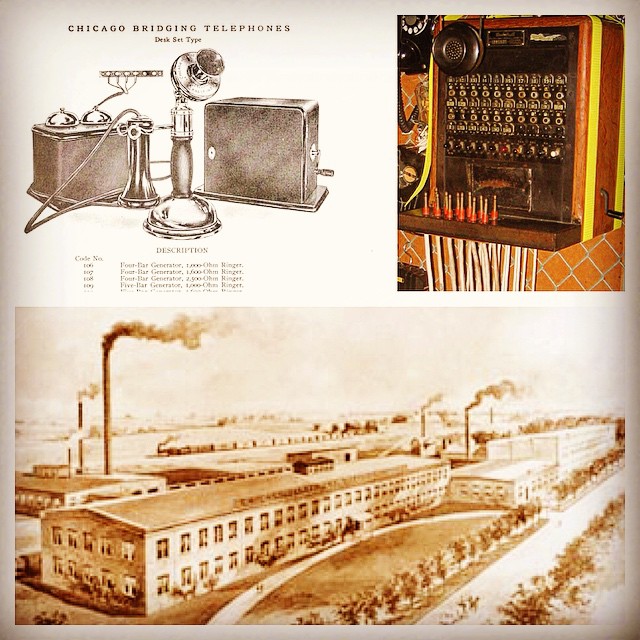 CHICAGO BRIDGING TELEPHONES
Desk Set Type
DESCRIPTION
Code No.
106 Four-Bar Generator, 1,000-Ohm Ringer.
107 Four-Bar Generator, 1,600-Ohm Ringer.
108 Four-Bar Generator, 2,500-Ohm Ringer.
109 Five-Bar Generator, 1,000-Ohm Ringer.